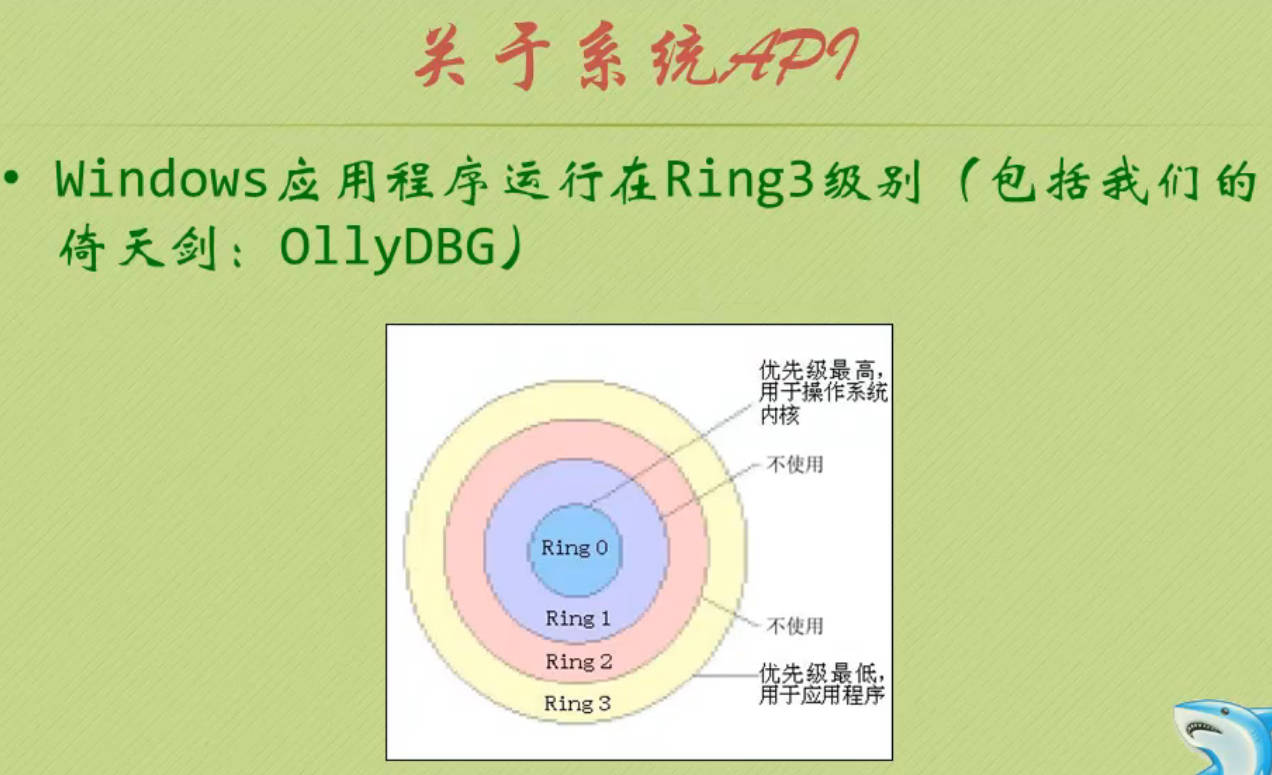 关于系统API
• Windows应用程序运行在Ring3级别（包括我们的
倚天剑：OllyDBG）
优先级最高，
用于操作系统
内核
不使用
Ring 0
Ring 1
不使用
Ring 2
优先级最低，
用于应用程序
Ring 3